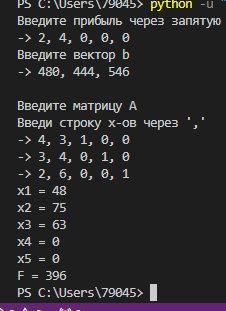 PS C:\Users\79045> python -u "
Введите прибыль через запятую
-> 2, 4, 0, 0, 0
Введите вектор b
-> 480, 444, 546
Введите матрицу A
Введи строку x-ов через ','
-> 4, 3, 1, 0, 0
-> 3, 4, 0, 1, 0
-> 2, 6, 0, 0, 1
x1 = 48
x2 = 75
x3 = 63
x4 = 0
x5 = 0
F = 396
PS C:\Users\79045>